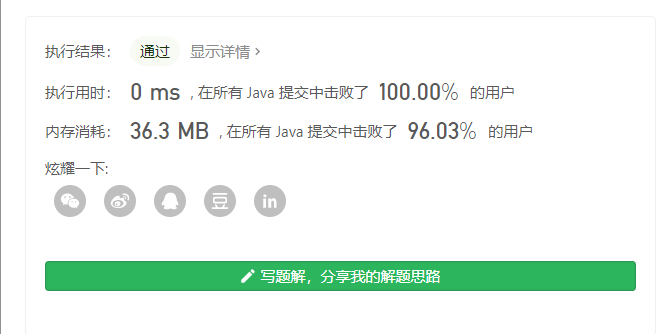 执行结果： 通过 显示详情 >
执行用时： 0 ms , 在所有 Java 提交中击败了 100.00% 的用户
内存消耗： 36.3 MB , 在所有 Java 提交中击败了 96.03% 的用户
炫耀一下:
豆 in
写题解，分享我的解题思路